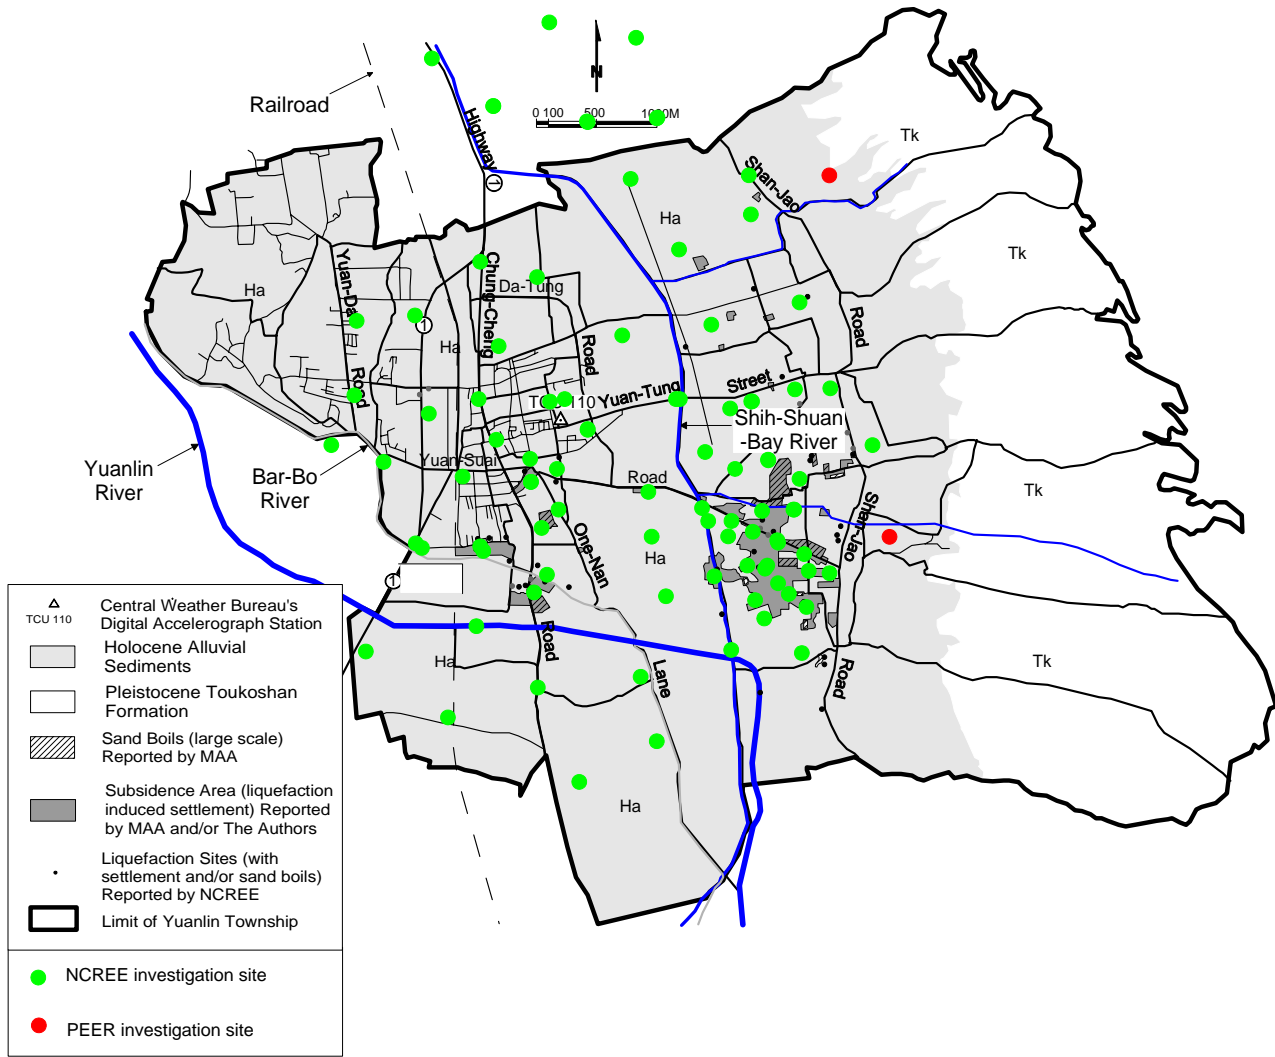 N
Railroad
0 100
500
1000M
Highway
1
Shan-Jao
Tk
Ha
Tk
Ha
Yuan-Da
Chung-Cheng
Da-Tung
1
Ha
Road
Road
Road
Street
Yuan-Tung
TCU 110
Shih-Shuan
-Bay River
Yuan-Suai
Road
Yuanlin
River
Bar-Bo
River
Tk
Shan-Jao
One-Nan
Ha
1
Road
Ha
Lane
Road
Tk
Ha
TCU 110
Central Weather Bureau's
Digital Accelerograph Station
Holocene Alluvial
Sediments
Pleistocene Toukoshan
Formation
Sand Boils (large scale)
Reported by MAA
Subsidence Area (liquefaction
induced settlement) Reported
by MAA and/or The Authors
Liquefaction Sites (with
settlement and/or sand boils)
Reported by NCREE
Limit of Yuanlin Township
NCREE investigation site
PEER investigation site